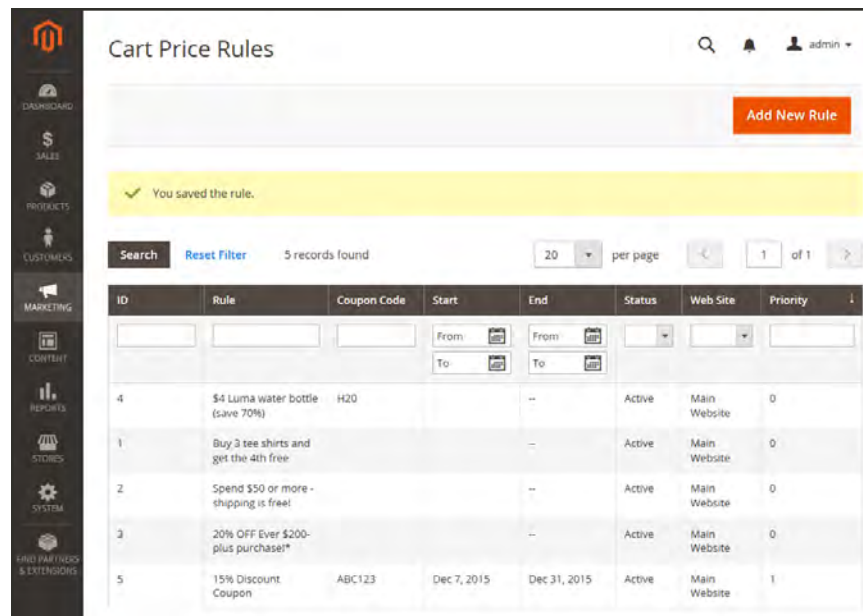 Cart Price Rules
admin
DASHBOARD
SALES
PRODUCTS
CUSTOMERS
MARKETING
CONTENT
REPORTS
STORES
SYSTEM
FIND PARTNERS
& EXTENSIONS
Add New Rule
You saved the rule.
Search Reset Filter 5 records found 20 per page 1 of 1
ID Rule Coupon Code Start End Status Web Site Priority ↓
From From
To To
4 $4 Luma water bottle H20 -- Active Main 0
(save 70%) Website
1 Buy 3 tee shirts and -- Active Main 0
get the 4th free Website
2 Spend $50 or more - -- Active Main 0
shipping is free! Website
3 20% OFF Ever $200- -- Active Main 0
plus purchase!* Website
5 15% Discount ABC123 Dec 7, 2015 Dec 31, 2015 Active Main 1
Coupon Website